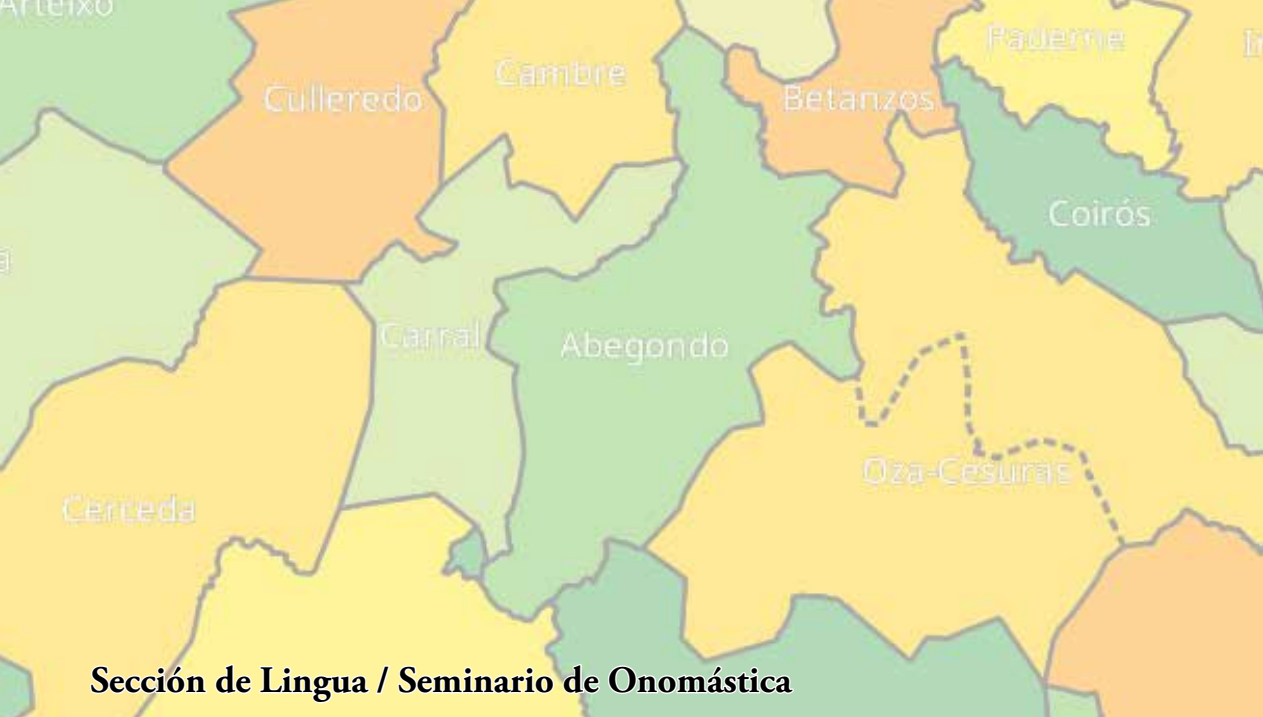 Arteixo
Culleredo
Cambre
Betanzos
Paderne
Coirós
Carral
Abegondo
Oza-Cesuras
Cerceda
Sección de Lingua / Seminario de Onomástica